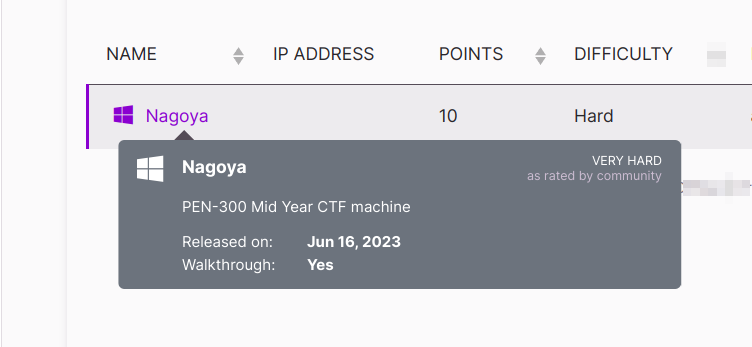 NAME IP ADDRESS POINTS DIFFICULTY
Nagoya 10 Hard
Nagoya VERY HARD
as rated by community
PEN-300 Mid Year CTF machine
Released on: Jun 16, 2023
Walkthrough: Yes